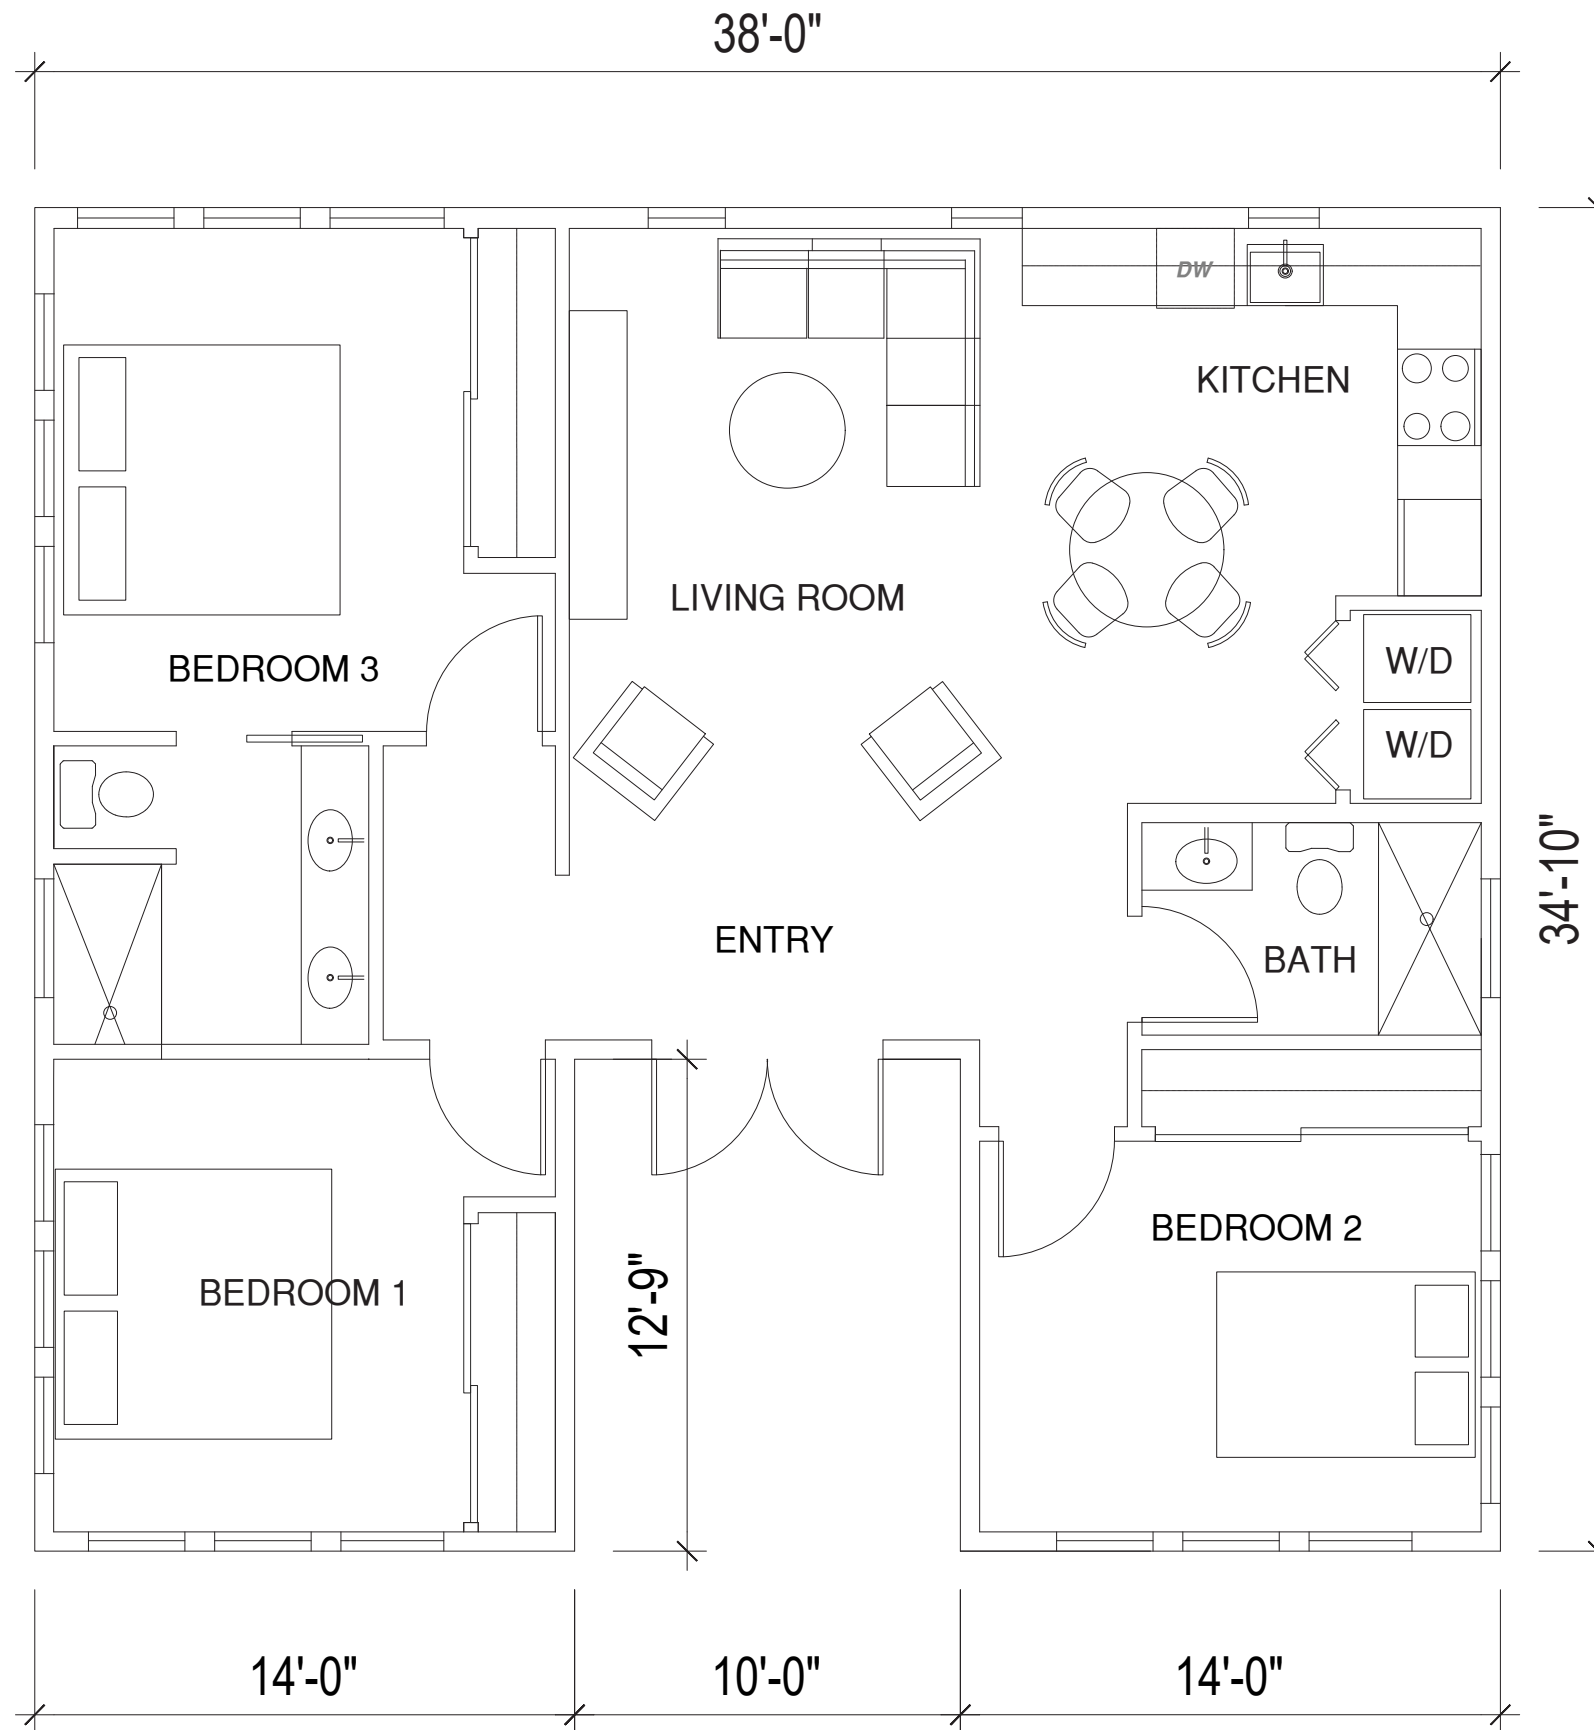 38'-0"
DW
KITCHEN
LIVING ROOM
BEDROOM 3
W/D
W/D
34'-10"
ENTRY
BATH
BEDROOM 2
12'-9"
BEDROOM 1
14'-0"
10'-0"
14'-0"